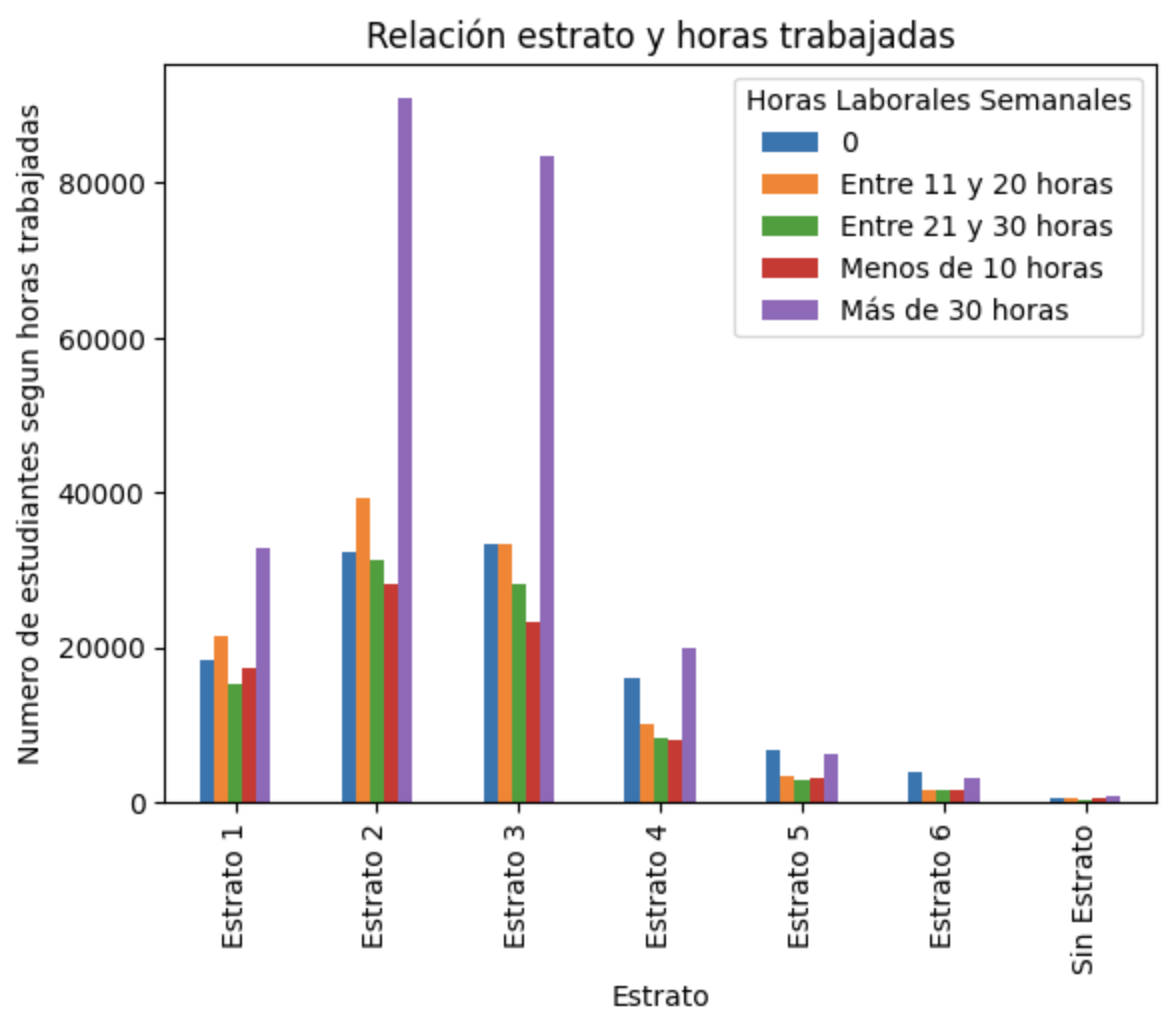 Relación estrato y horas trabajadas
Numero de estudiantes segun horas trabajadas
80000
60000
40000
20000
0
Horas Laborales Semanales
0
Entre 11 y 20 horas
Entre 21 y 30 horas
Menos de 10 horas
Más de 30 horas
Estrato 1
Estrato 2
Estrato 3
Estrato 4
Estrato 5
Estrato 6
Sin Estrato
Estrato